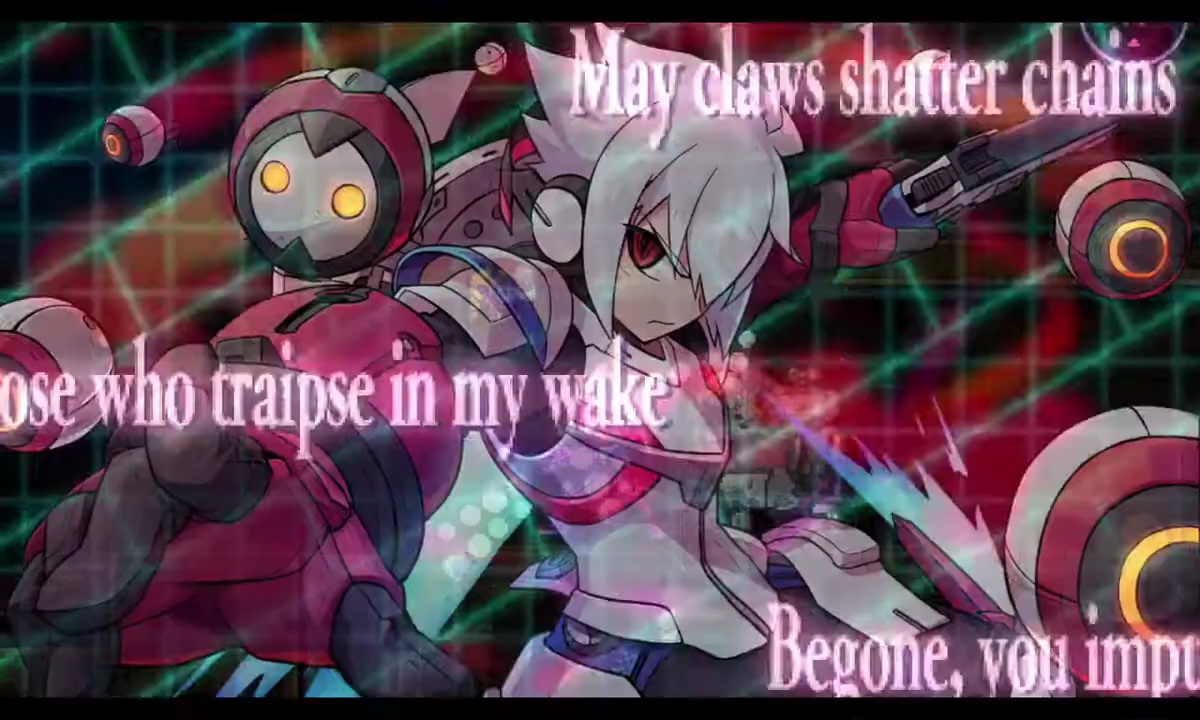 May claws shatter chains
ose who traipse in my wake
Begone, you impu